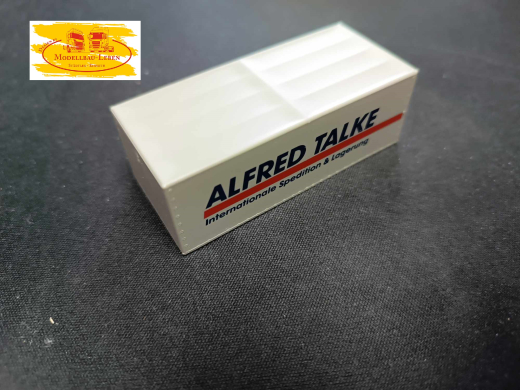 MODELLBAU LEBEN
ALFRED TALKE
Internationale Spedition & Lagerung